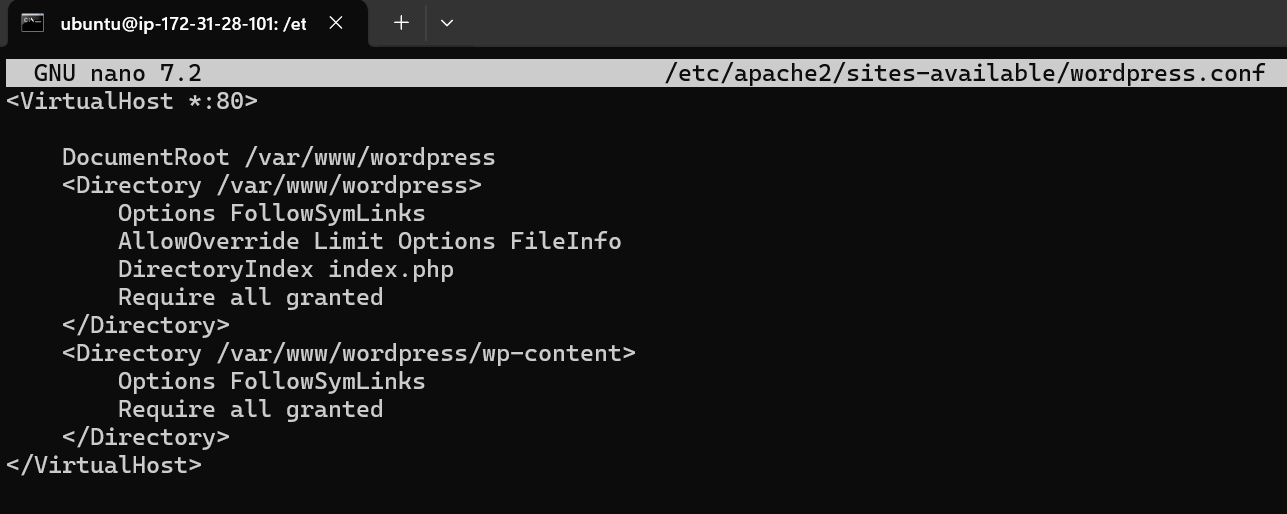 ubuntu@ip-172-31-28-101: /et
GNU nano 7.2 /etc/apache2/sites-available/wordpress.conf
<VirtualHost *:80>
DocumentRoot /var/www/wordpress
<Directory /var/www/wordpress>
Options FollowSymLinks
AllowOverride Limit Options FileInfo
DirectoryIndex index.php
Require all granted
</Directory>
<Directory /var/www/wordpress/wp-content>
Options FollowSymLinks
Require all granted
</Directory>
</VirtualHost>